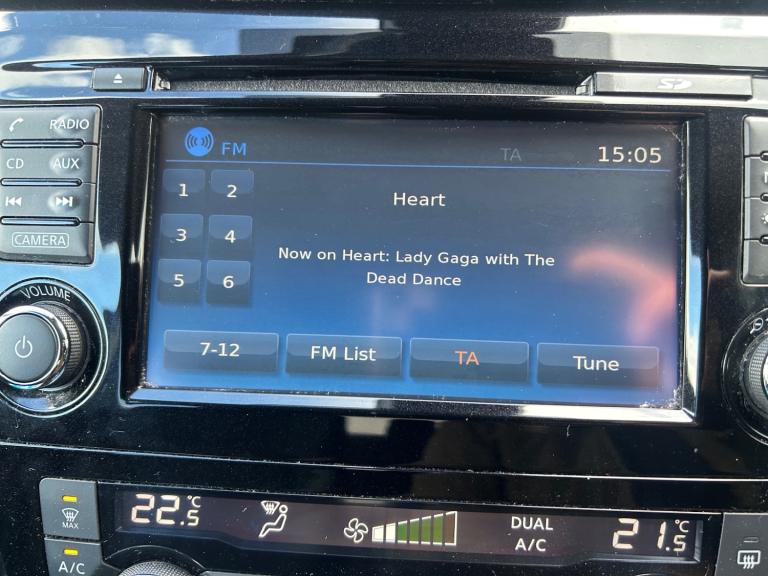 SD
RADIO
CD AUX
CAMERA
VOLUME
FM TA 15:05
1 2
Heart
3 4
Now on Heart: Lady Gaga with The
Dead Dance
5 6
7-12 FM List TA Tune
MAX
A/C
22.5°C
DUAL
A/C
21.5°C